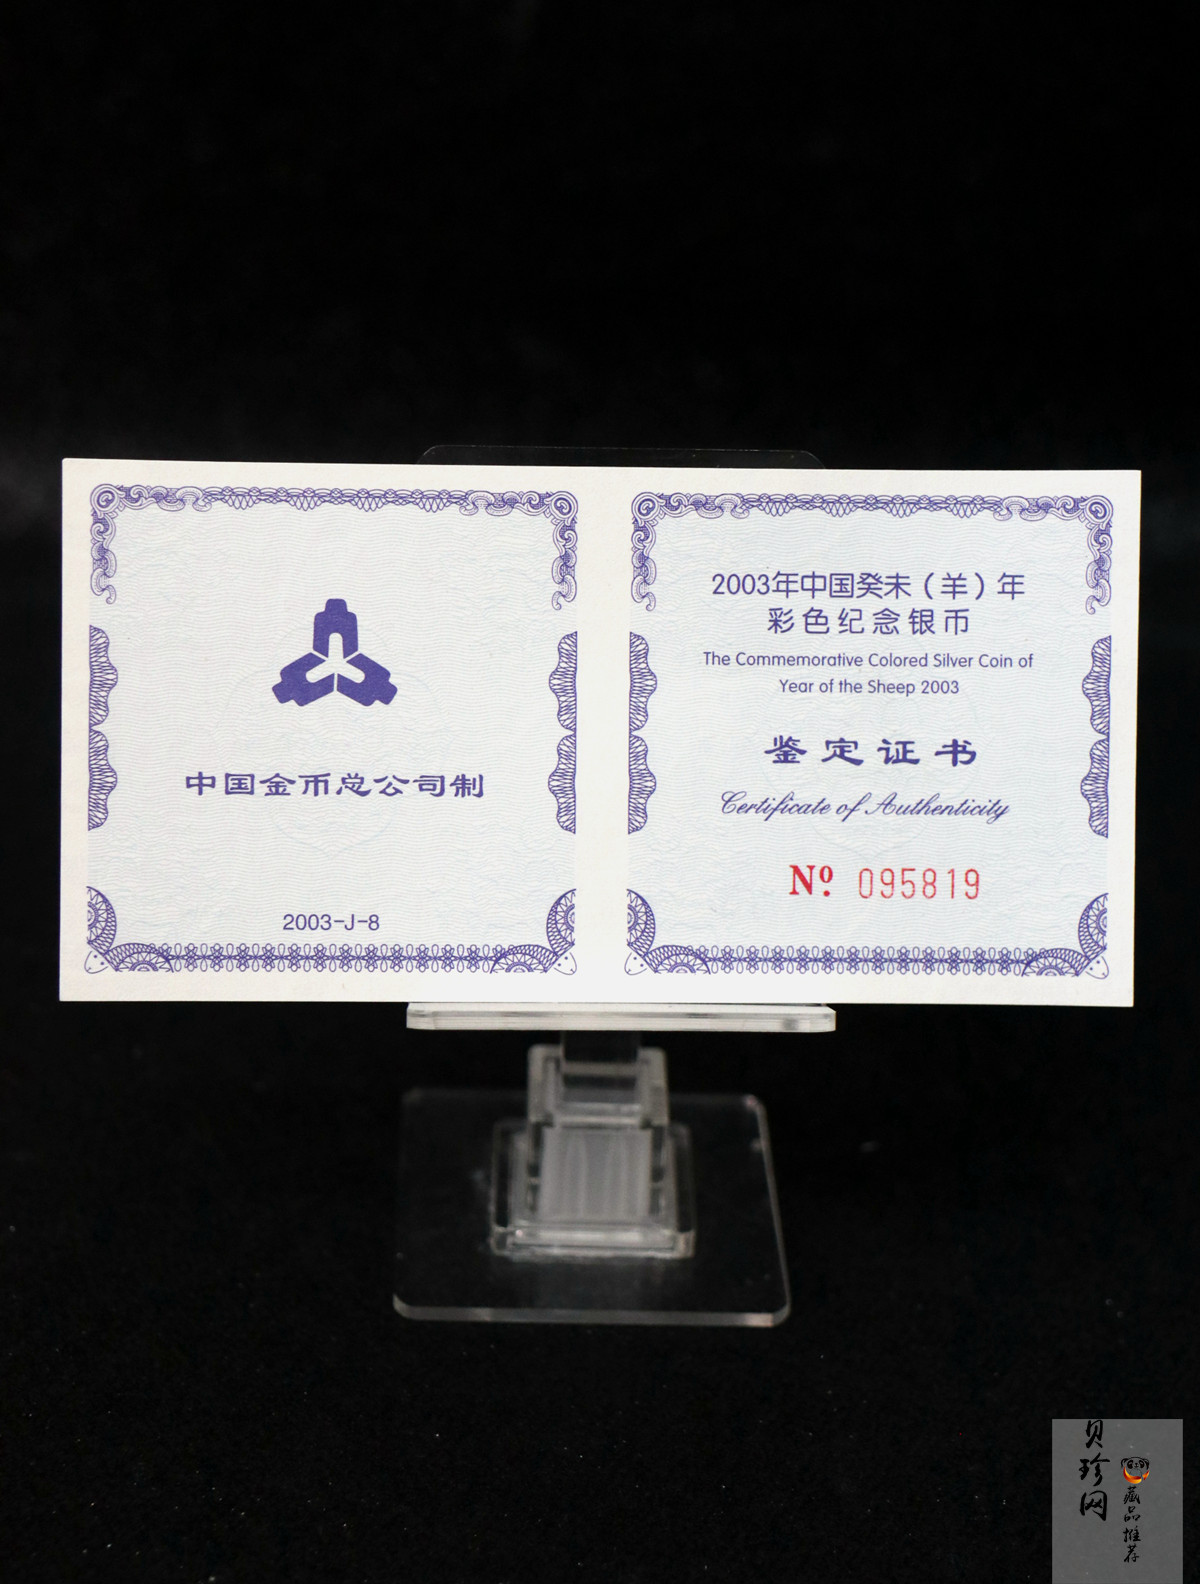 中国金币总公司制
2003-J-8
2003年中国癸未（羊）年
彩色纪念银币
The Commemorative Colored Silver Coin of
Year of the Sheep 2003
鉴定证书
Certificate of Authenticity
Nº 095819
贝珍网
藏品推荐